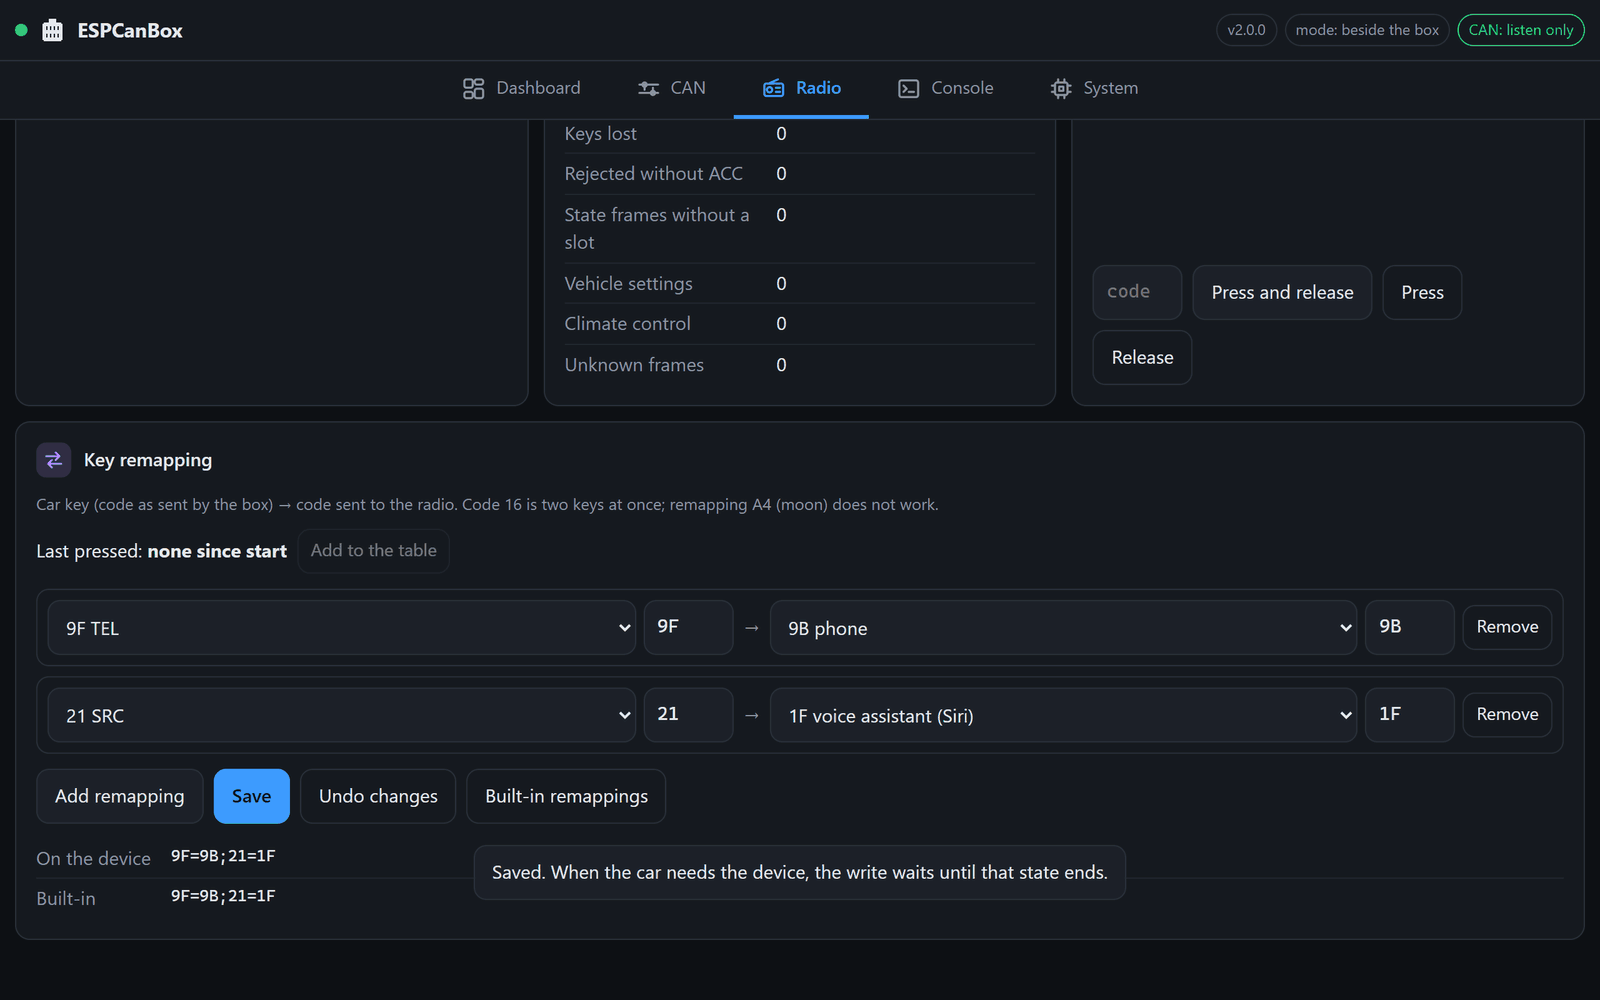 ESPCanBox
v2.0.0
mode: beside the box
CAN: listen only
Dashboard
CAN
Radio
Console
System
Keys lost 0
Rejected without ACC 0
State frames without a 0
slot
Vehicle settings 0
Climate control 0
Unknown frames 0
code
Press and release
Press
Release
Key remapping
Car key (code as sent by the box) → code sent to the radio. Code 16 is two keys at once; remapping A4 (moon) does not work.
Last pressed: none since start
Add to the table
9F TEL 9F → 9B phone 9B Remove
21 SRC 21 → 1F voice assistant (Siri) 1F Remove
Add remapping
Save
Undo changes
Built-in remappings
On the device 9F=9B;21=1F
Saved. When the car needs the device, the write waits until that state ends.
Built-in 9F=9B;21=1F